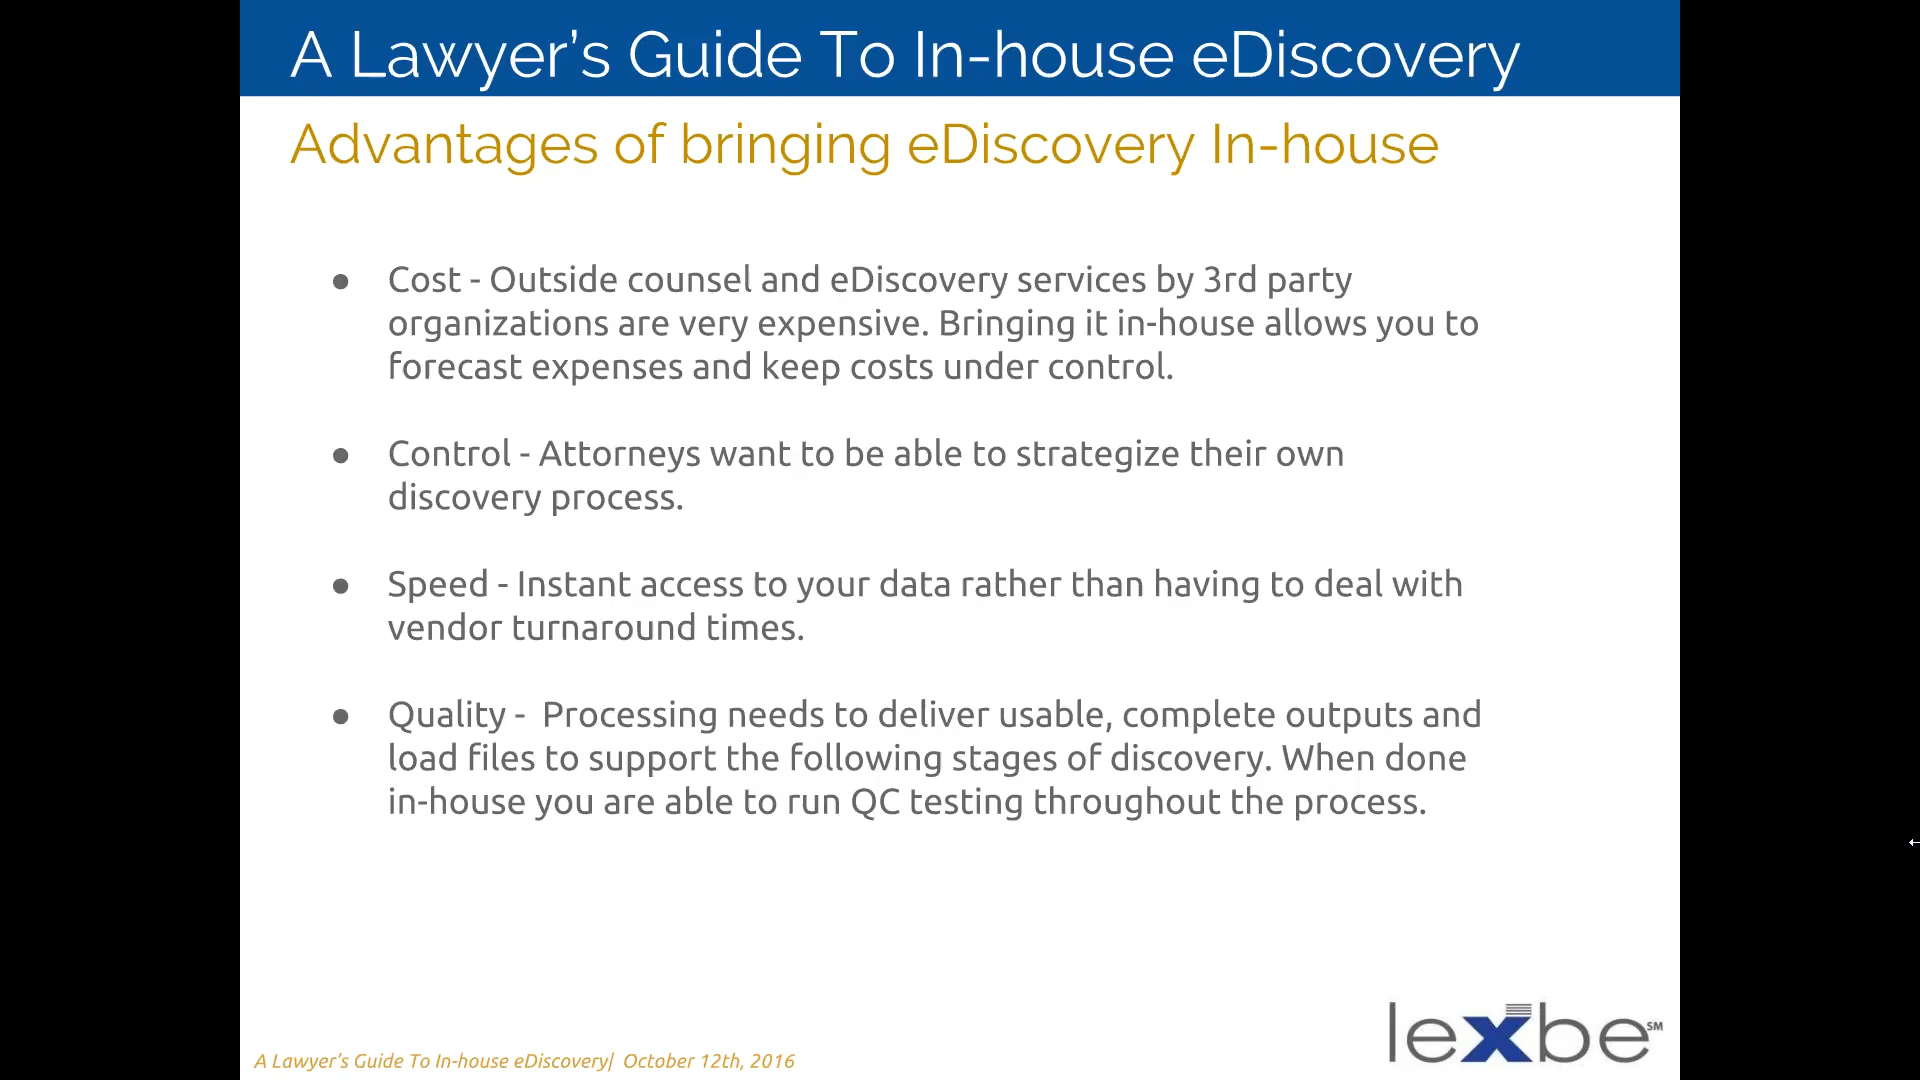 A Lawyer’s Guide To In-house eDiscovery
Advantages of bringing eDiscovery In-house
● Cost - Outside counsel and eDiscovery services by 3rd party
organizations are very expensive. Bringing it in-house allows you to
forecast expenses and keep costs under control.
● Control - Attorneys want to be able to strategize their own
discovery process.
● Speed - Instant access to your data rather than having to deal with
vendor turnaround times.
● Quality -  Processing needs to deliver usable, complete outputs and
load files to support the following stages of discovery. When done
in-house you are able to run QC testing throughout the process.
lexbe℠
A Lawyer’s Guide To In-house eDiscovery|  October 12th, 2016